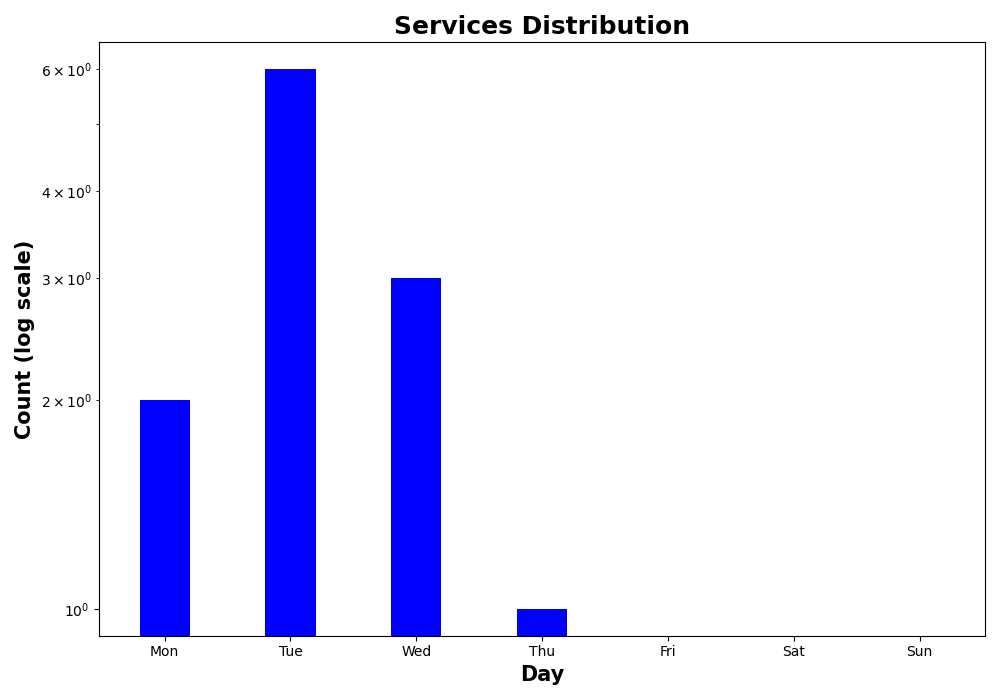 Services Distribution
6 × 10⁰
4 × 10⁰
3 × 10⁰
2 × 10⁰
10⁰
Count (log scale)
Mon Tue Wed Thu Fri Sat Sun
Day